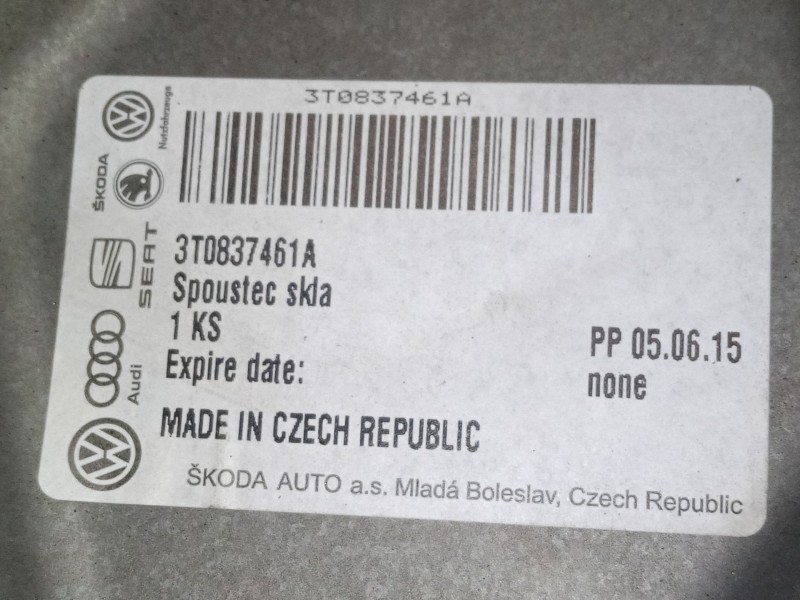 3T0837461A
Nutzfahrzeuge
ŠKODA
SEAT
Audi
3T0837461A
Spoustec skla
1 KS
PP 05.06.15
Expire date:
none
MADE IN CZECH REPUBLIC
ŠKODA AUTO a.s. Mladá Boleslav, Czech Republic